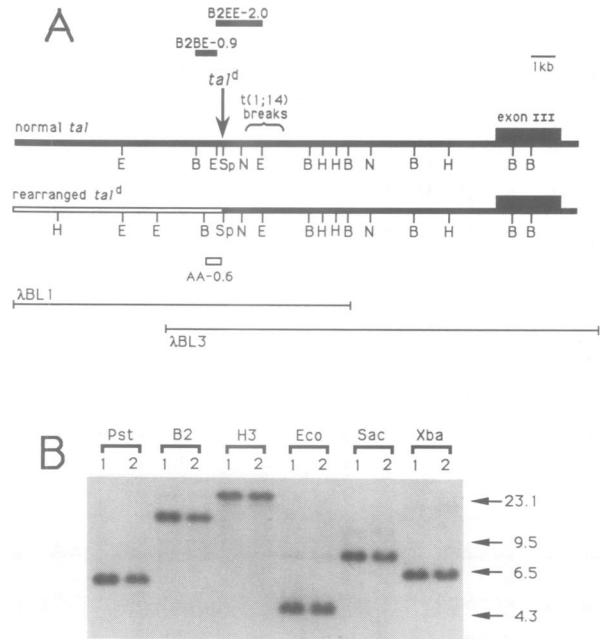 A
B2EE-2.0
B2BE-0.9
1kb
talᵈ
t(1;14)
breaks
exon III
normal tal
E B E Sp N E B H H B N B H B B
rearranged talᵈ
H E E B Sp N E B H H B N B H B B
AA-0.6
λBL1
λBL3
B
Pst B2 H3 Eco Sac Xba
1 2 1 2 1 2 1 2 1 2 1 2
23.1
9.5
6.5
4.3